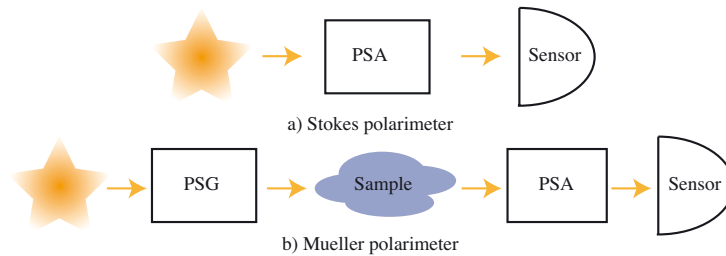 PSA
Sensor
a) Stokes polarimeter
PSG
Sample
PSA
Sensor
b) Mueller polarimeter